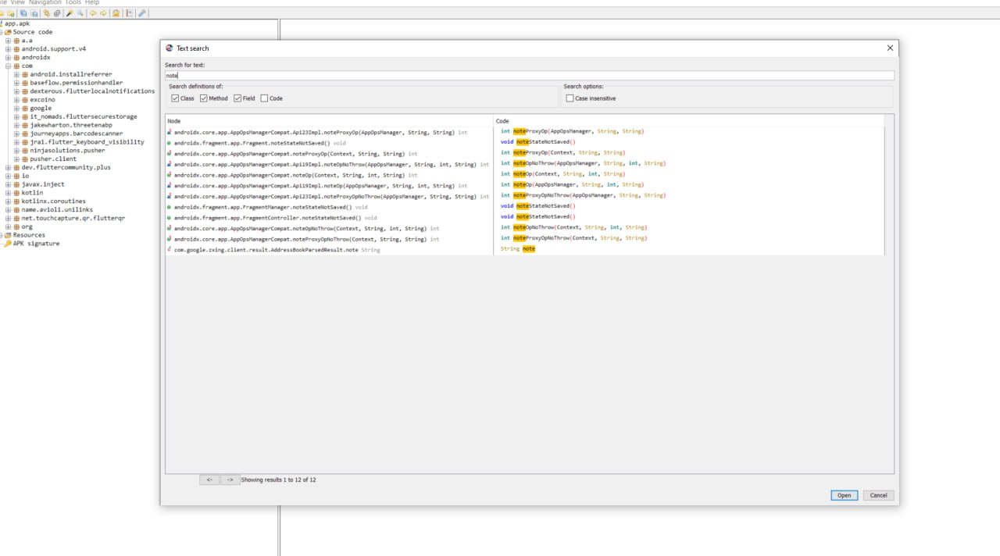 ile View Navigation Tools Help
app.apk
Source code
a.a
android.support.v4
androidx
com
android.installreferrer
baseflow.permissionhandler
dexterous.flutterlocalnotifications
excoino
google
it_nomads.fluttersecurestorage
jakewharton.threetenabp
journeyapps.barcodescanner
jrai.flutter_keyboard_visibility
ninjasolutions.pusher
pusher.client
dev.fluttercommunity.plus
io
javax.inject
kotlin
kotlinx.coroutines
name.avioli.unilinks
net.touchcapture.qr.flutterqr
org
Resources
APK signature
Text search
Search for text:
note
Search definitions of: Search options:
Class Method Field Code Case insensitive
Node Code
androidx.core.app.AppOpsManagerCompat.Api23Impl.noteProxyOp(AppOpsManager, String, String) int int noteProxyOp(AppOpsManager, String, String)
androidx.fragment.app.Fragment.noteStateNotSaved() void void noteStateNotSaved()
androidx.core.app.AppOpsManagerCompat.noteProxyOp(Context, String, String) int int noteProxyOp(Context, String, String)
androidx.core.app.AppOpsManagerCompat.Api19Impl.noteOpNoThrow(AppOpsManager, String, int, String) int int noteOpNoThrow(AppOpsManager, String, int, String)
androidx.core.app.AppOpsManagerCompat.noteOp(Context, String, int, String) int int noteOp(Context, String, int, String)
androidx.core.app.AppOpsManagerCompat.Api19Impl.noteOp(AppOpsManager, String, int, String) int int noteOp(AppOpsManager, String, int, String)
androidx.core.app.AppOpsManagerCompat.Api23Impl.noteProxyOpNoThrow(AppOpsManager, String, String) int int noteProxyOpNoThrow(AppOpsManager, String, String)
androidx.fragment.app.FragmentManager.noteStateNotSaved() void void noteStateNotSaved()
androidx.fragment.app.FragmentController.noteStateNotSaved() void void noteStateNotSaved()
androidx.core.app.AppOpsManagerCompat.noteOpNoThrow(Context, String, int, String) int int noteOpNoThrow(Context, String, int, String)
androidx.core.app.AppOpsManagerCompat.noteProxyOpNoThrow(Context, String, String) int int noteProxyOpNoThrow(Context, String, String)
com.google.zxing.client.result.AddressBookParsedResult.note String String note
<- -> Showing results 1 to 12 of 12
Open Cancel